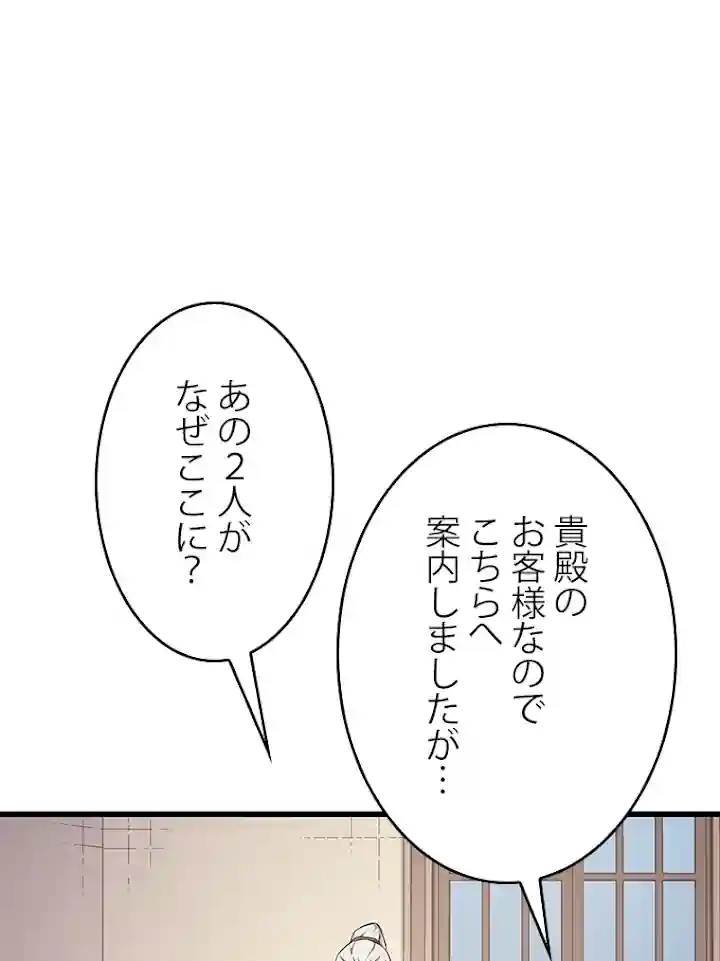 あの2人が
なぜここに?
貴殿の
お客様なので
こちらへ
案内しましたが…